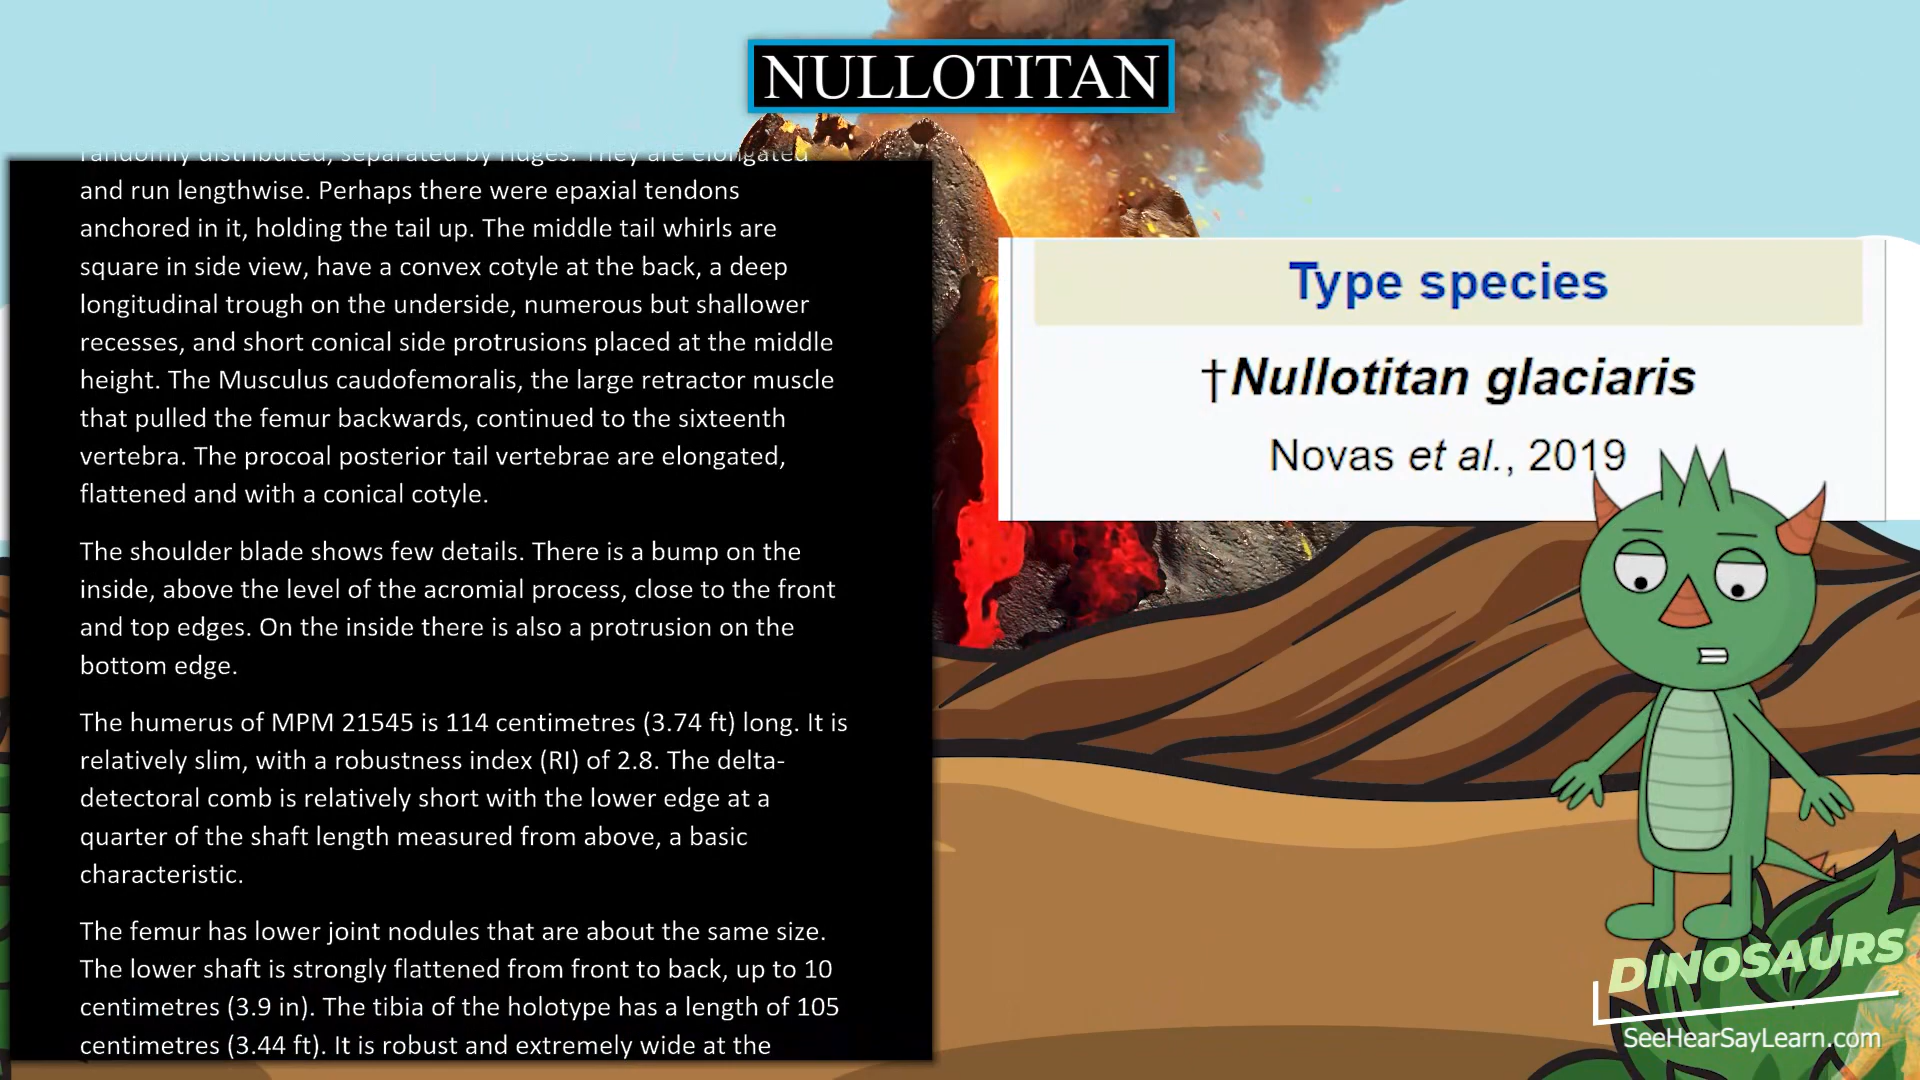 NULLOTITAN
randomly distributed, separated by ridges. They are elongated
and run lengthwise. Perhaps there were epaxial tendons
anchored in it, holding the tail up. The middle tail whirls are
square in side view, have a convex cotyle at the back, a deep
longitudinal trough on the underside, numerous but shallower
recesses, and short conical side protrusions placed at the middle
height. The Musculus caudofemoralis, the large retractor muscle
that pulled the femur backwards, continued to the sixteenth
vertebra. The procoal posterior tail vertebrae are elongated,
flattened and with a conical cotyle.
The shoulder blade shows few details. There is a bump on the
inside, above the level of the acromial process, close to the front
and top edges. On the inside there is also a protrusion on the
bottom edge.
The humerus of MPM 21545 is 114 centimetres (3.74 ft) long. It is
relatively slim, with a robustness index (RI) of 2.8. The delta-
detectoral comb is relatively short with the lower edge at a
quarter of the shaft length measured from above, a basic
characteristic.
The femur has lower joint nodules that are about the same size.
The lower shaft is strongly flattened from front to back, up to 10
centimetres (3.9 in). The tibia of the holotype has a length of 105
centimetres (3.44 ft). It is robust and extremely wide at the
Type species
†Nullotitan glaciaris
Novas et al., 2019
DINOSAURS
SeeHearSayLearn.com